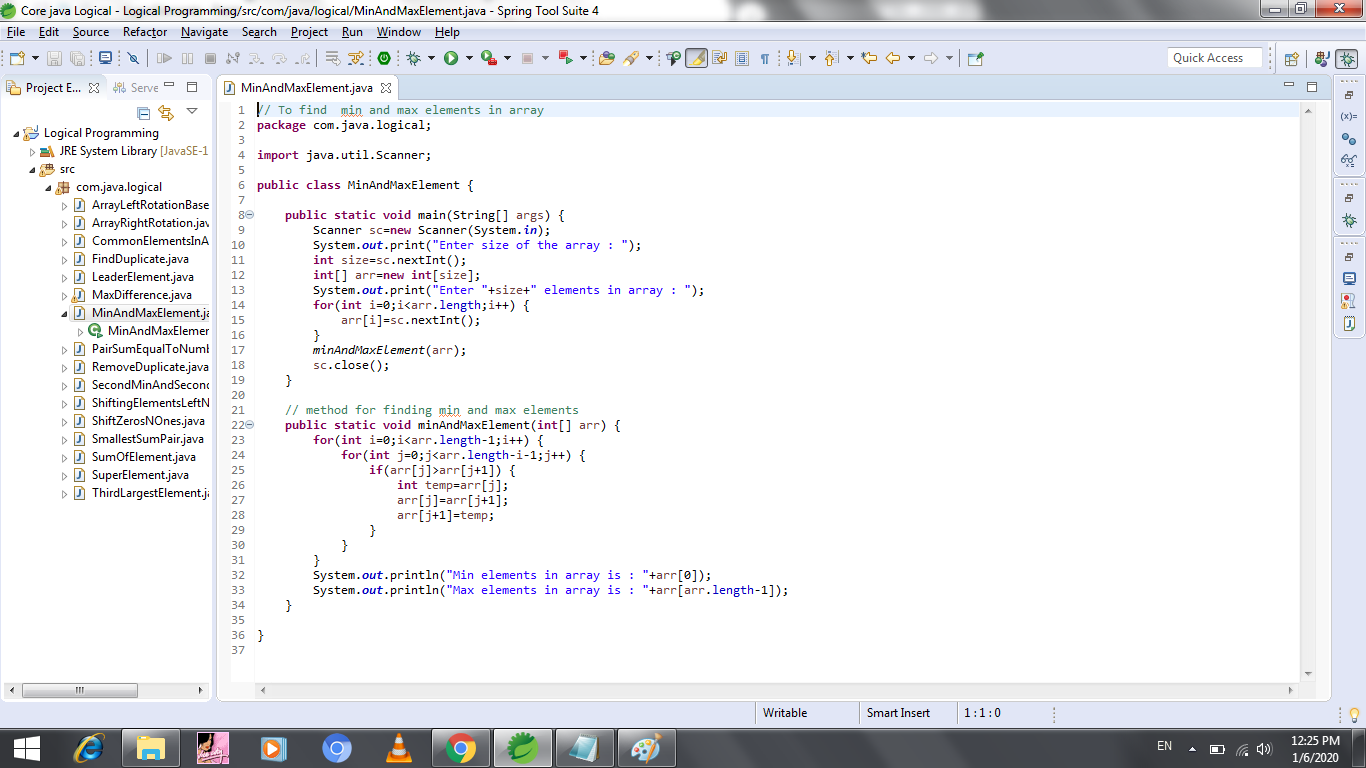 Core java Logical - Logical Programming/src/com/java/logical/MinAndMaxElement.java - Spring Tool Suite 4
File Edit Source Refactor Navigate Search Project Run Window Help
Quick Access
Project E...
Serve
MinAndMaxElement.java
Logical Programming
JRE System Library [JavaSE-1
src
com.java.logical
ArrayLeftRotationBase
ArrayRightRotation.jav
CommonElementsInA
FindDuplicate.java
LeaderElement.java
MaxDifference.java
MinAndMaxElement.ja
MinAndMaxElemer
PairSumEqualToNumb
RemoveDuplicate.java
SecondMinAndSecond
ShiftingElementsLeftN
ShiftZerosNOnes.java
SmallestSumPair.java
SumOfElement.java
SuperElement.java
ThirdLargestElement.ja
1 // To find  min and max elements in array
2 package com.java.logical;
3
4 import java.util.Scanner;
5
6 public class MinAndMaxElement {
7
8     public static void main(String[] args) {
9         Scanner sc=new Scanner(System.in);
10         System.out.print("Enter size of the array : ");
11         int size=sc.nextInt();
12         int[] arr=new int[size];
13         System.out.print("Enter "+size+" elements in array : ");
14         for(int i=0;i<arr.length;i++) {
15             arr[i]=sc.nextInt();
16         }
17         minAndMaxElement(arr);
18         sc.close();
19     }
20
21     // method for finding min and max elements
22     public static void minAndMaxElement(int[] arr) {
23         for(int i=0;i<arr.length-1;i++) {
24             for(int j=0;j<arr.length-i-1;j++) {
25                 if(arr[j]>arr[j+1]) {
26                     int temp=arr[j];
27                     arr[j]=arr[j+1];
28                     arr[j+1]=temp;
29                 }
30             }
31         }
32         System.out.println("Min elements in array is : "+arr[0]);
33         System.out.println("Max elements in array is : "+arr[arr.length-1]);
34     }
35
36 }
37
(x)=
Writable
Smart Insert
1 : 1 : 0
EN
12:25 PM
1/6/2020